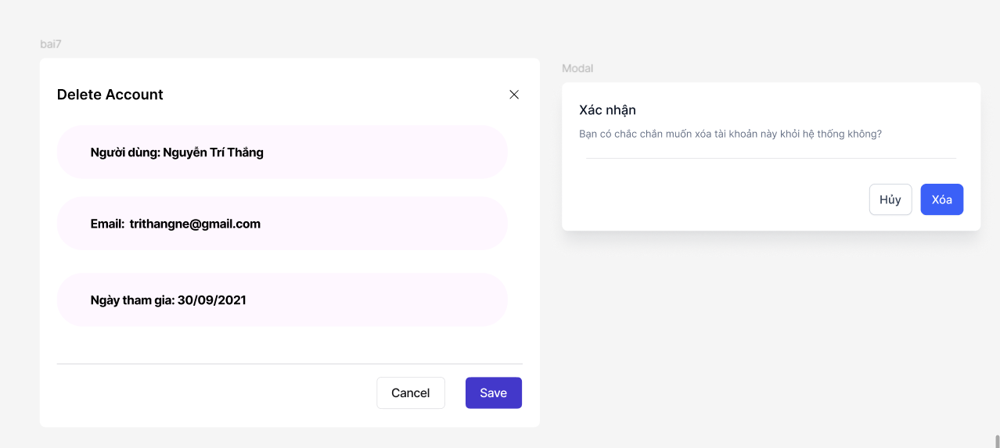 bai7
Delete Account
Người dùng: Nguyễn Trí Thắng
Email: trithangne@gmail.com
Ngày tham gia: 30/09/2021
Cancel
Save
Modal
Xác nhận
Bạn có chắc chắn muốn xóa tài khoản này khỏi hệ thống không?
Hủy
Xóa